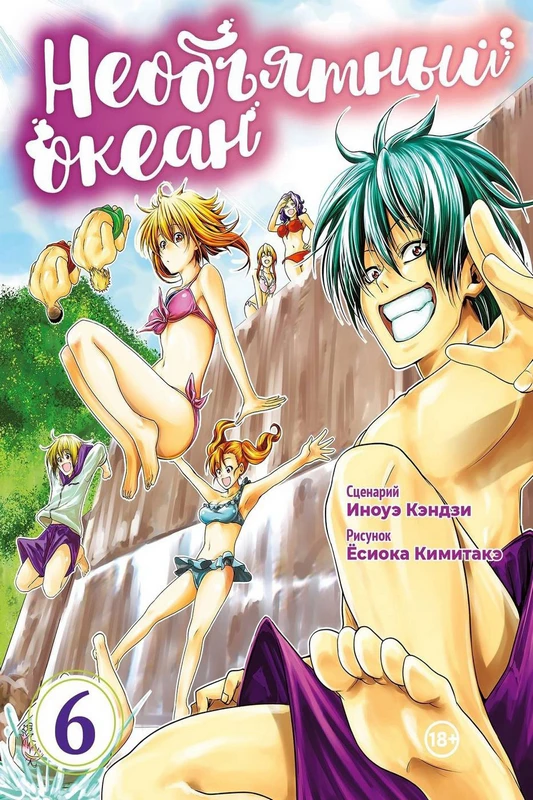 Необъятный
океан
Сценарий
Иноуэ Кэндзи
Рисунок
Ёсиока Кимитакэ
6
18+